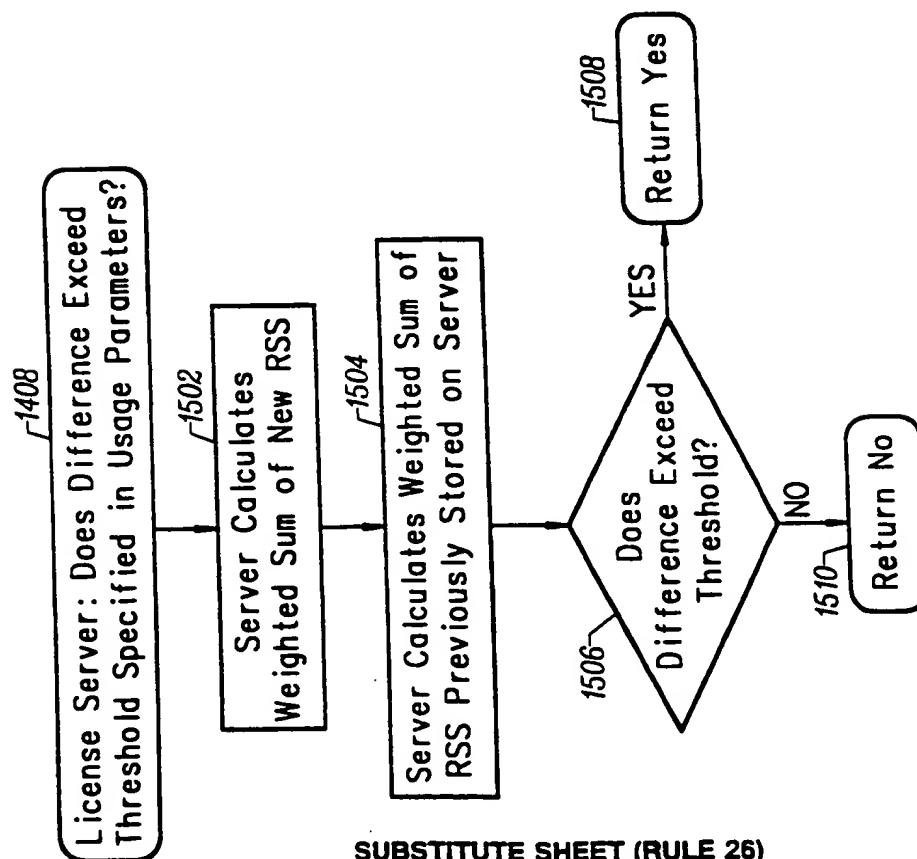 1408
License Server: Does Difference Exceed
Threshold Specified in Usage Parameters?
1502
Server Calculates
Weighted Sum of New RSS
1504
Server Calculates Weighted Sum of
RSS Previously Stored on Server
1506
Does
Difference Exceed
Threshold?
YES
1508
Return Yes
NO
1510
Return No
SUBSTITUTE SHEET (RULE 26)